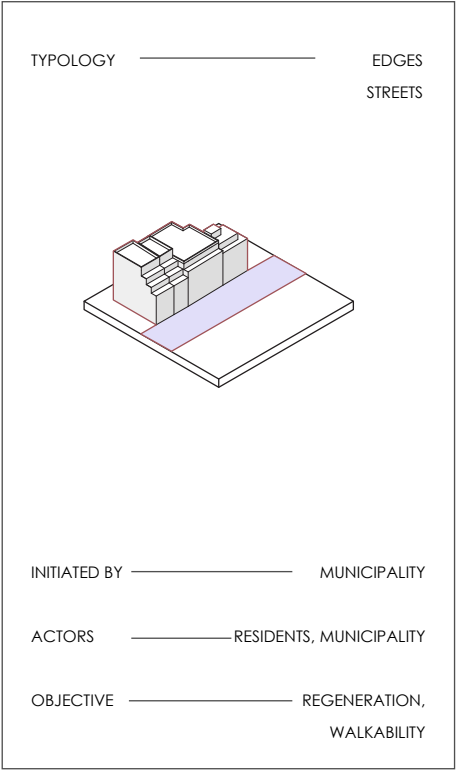 TYPOLOGY EDGES
STREETS
INITIATED BY MUNICIPALITY
ACTORS RESIDENTS, MUNICIPALITY
OBJECTIVE REGENERATION,
WALKABILITY